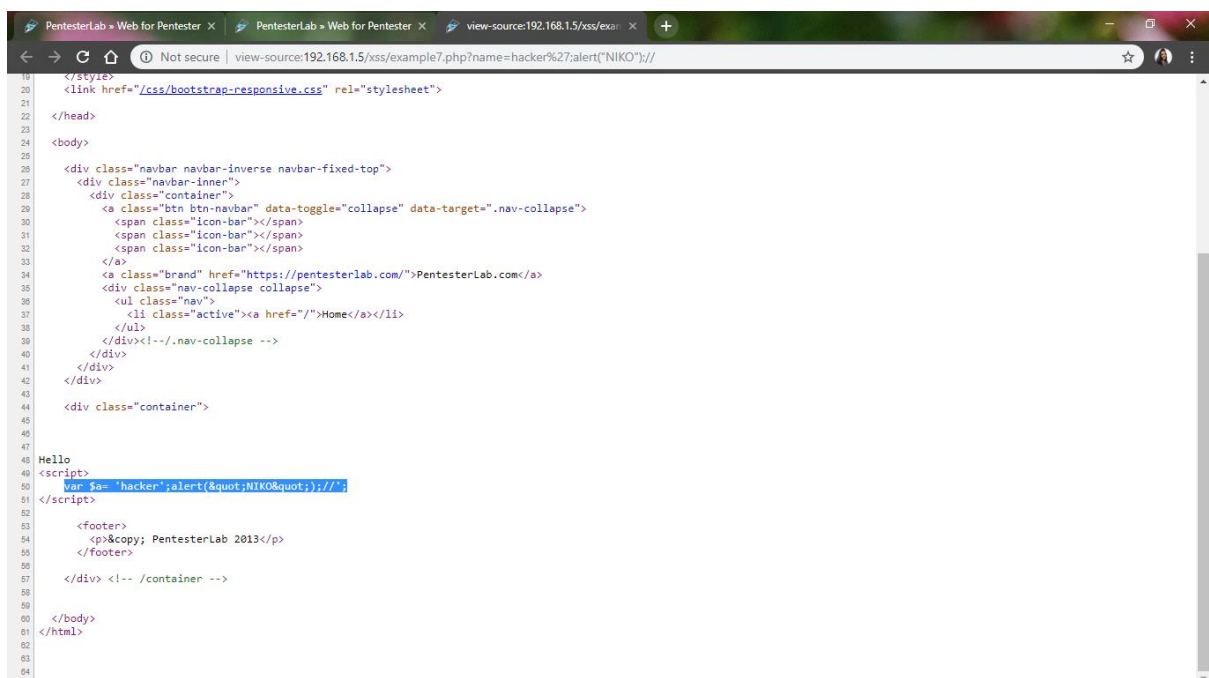 PentesterLab » Web for Pentester
PentesterLab » Web for Pentester
view-source:192.168.1.5/xss/exam
Not secure | view-source:192.168.1.5/xss/example7.php?name=hacker%27;alert("NIKO");//
19 </style>
20 <link href="/css/bootstrap-responsive.css" rel="stylesheet">
21
22 </head>
23
24 <body>
25
26 <div class="navbar navbar-inverse navbar-fixed-top">
27 <div class="navbar-inner">
28 <div class="container">
29 <a class="btn btn-navbar" data-toggle="collapse" data-target=".nav-collapse">
30 <span class="icon-bar"></span>
31 <span class="icon-bar"></span>
32 <span class="icon-bar"></span>
33 </a>
34 <a class="brand" href="https://pentesterlab.com/">PentesterLab.com</a>
35 <div class="nav-collapse collapse">
36 <ul class="nav">
37 <li class="active"><a href="/">Home</a></li>
38 </ul>
39 </div><!--/.nav-collapse -->
40 </div>
41 </div>
42 </div>
43
44 <div class="container">
45
46
47
48 Hello
49 <script>
50 var $a= 'hacker';alert(&quot;NIKO&quot;);//';
51 </script>
52
53 <footer>
54 <p>&copy; PentesterLab 2013</p>
55 </footer>
56
57 </div> <!-- /container -->
58
59
60 </body>
61 </html>
62
63
64